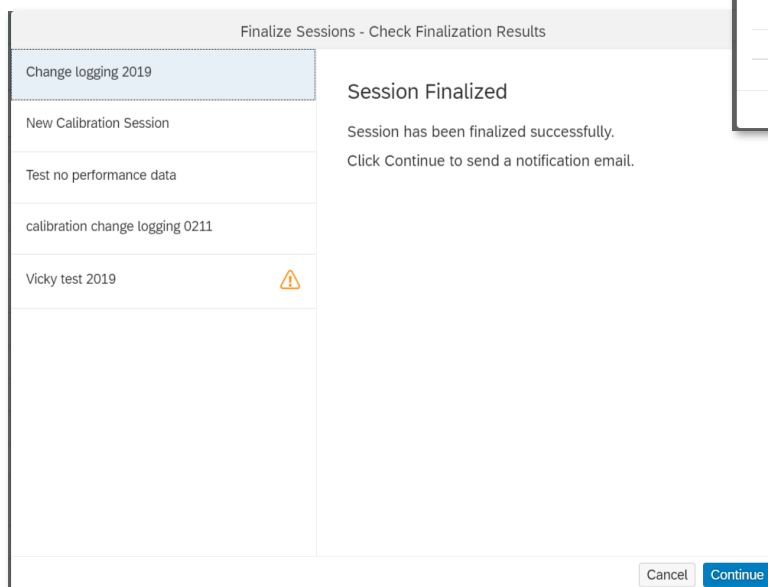 Finalize Sessions - Check Finalization Results
Change logging 2019
New Calibration Session
Test no performance data
calibration change logging 0211
Vicky test 2019
Session Finalized
Session has been finalized successfully.
Click Continue to send a notification email.
Cancel
Continue